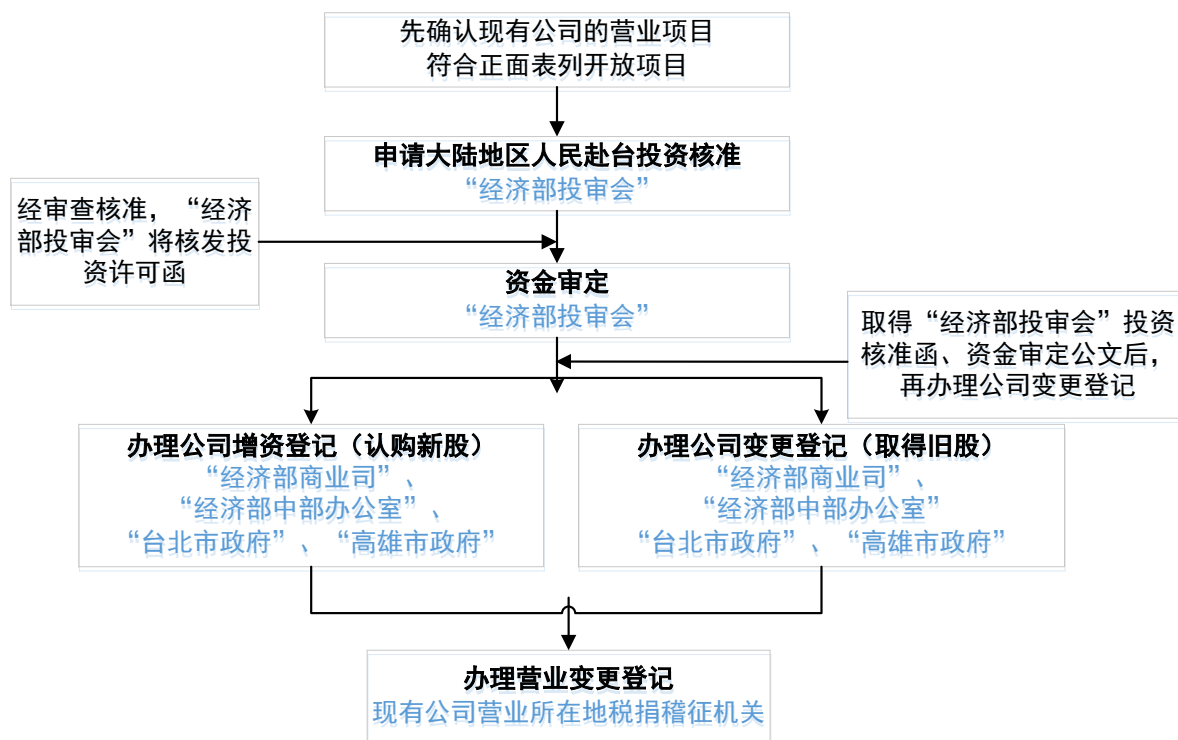 先确认现有公司的营业项目
符合正面表列开放项目
申请大陆地区人民赴台投资核准
“经济部投审会”
经审查核准，“经济
部投审会”将核发投
资许可函
资金审定
“经济部投审会”
取得“经济部投审会”投资
核准函、资金审定公文后，
再办理公司变更登记
办理公司增资登记（认购新股）
“经济部商业司”、
“经济部中部办公室”、
“台北市政府”、“高雄市政府”
办理公司变更登记（取得旧股）
“经济部商业司”、
“经济部中部办公室”
“台北市政府”、“高雄市政府”
办理营业变更登记
现有公司营业所在地税捐稽征机关